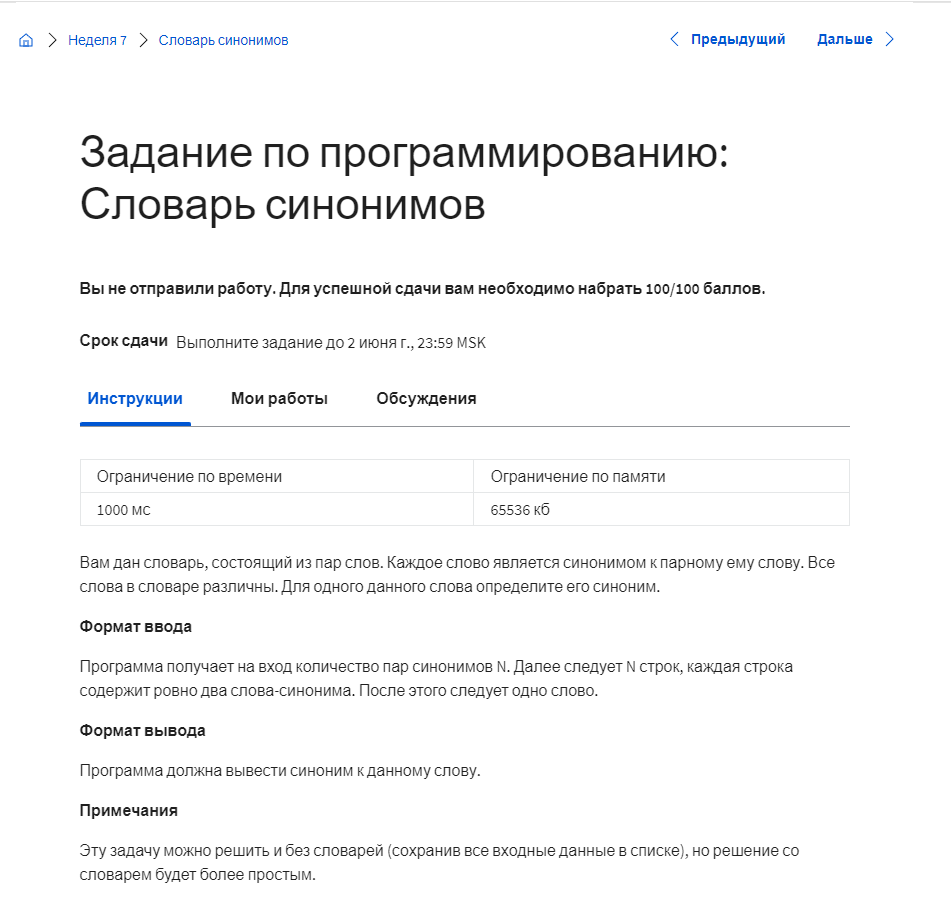 Неделя 7 Словарь синонимов Предыдущий Дальше
Задание по программированию:
Словарь синонимов
Вы не отправили работу. Для успешной сдачи вам необходимо набрать 100/100 баллов.
Срок сдачи Выполните задание до 2 июня г., 23:59 MSK
Инструкции Мои работы Обсуждения
Ограничение по времени Ограничение по памяти
1000 мс 65536 кб
Вам дан словарь, состоящий из пар слов. Каждое слово является синонимом к парному ему слову. Все
слова в словаре различны. Для одного данного слова определите его синоним.
Формат ввода
Программа получает на вход количество пар синонимов N. Далее следует N строк, каждая строка
содержит ровно два слова-синонима. После этого следует одно слово.
Формат вывода
Программа должна вывести синоним к данному слову.
Примечания
Эту задачу можно решить и без словарей (сохранив все входные данные в списке), но решение со
словарем будет более простым.